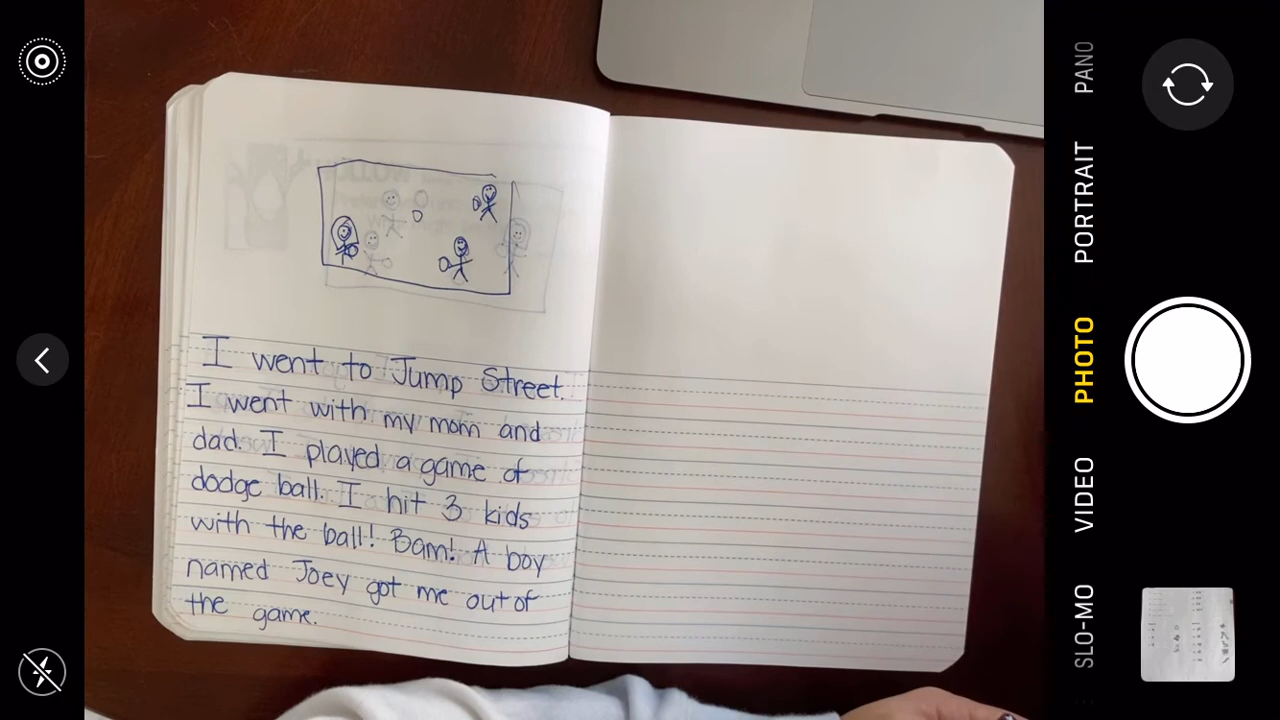 I went to Jump Street.
I went with my mom and
dad. I played a game of
dodge ball. I hit 3 kids
with the ball! Bam! A boy
named Joey got me out of
the game.
PANO
PORTRAIT
PHOTO
VIDEO
SLO-MO